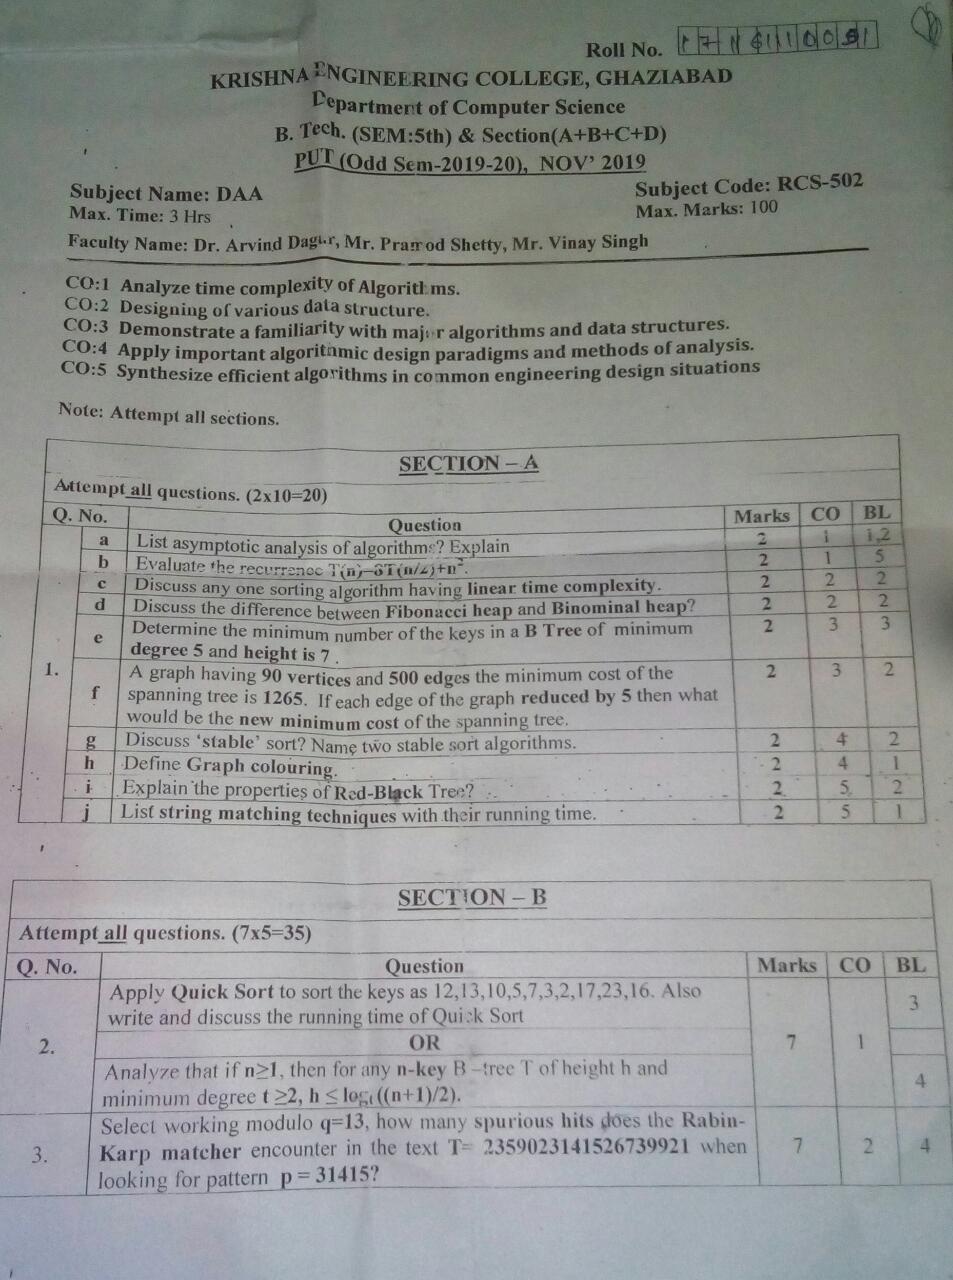 Roll No.
KRISHNA ENGINEERING COLLEGE, GHAZIABAD
Department of Computer Science
B. Tech. (SEM:5th) & Section(A+B+C+D)
PUT (Odd Sem-2019-20), NOV' 2019
Subject Name: DAA Subject Code: RCS-502
Max. Time: 3 Hrs Max. Marks: 100
Faculty Name: Dr. Arvind Dagur, Mr. Pramod Shetty, Mr. Vinay Singh
CO:1 Analyze time complexity of Algorithms.
CO:2 Designing of various data structure.
CO:3 Demonstrate a familiarity with major algorithms and data structures.
CO:4 Apply important algoritamic design paradigms and methods of analysis.
CO:5 Synthesize efficient algorithms in common engineering design situations
Note: Attempt all sections.
SECTION – A
Attempt all questions. (2x10=20)
Q. No. Question Marks CO BL
1.
a List asymptotic analysis of algorithms? Explain 2 1 1,2
b Evaluate the recurrence T(n)=8T(n/2)+n². 2 1 5
c Discuss any one sorting algorithm having linear time complexity. 2 2 2
d Discuss the difference between Fibonacci heap and Binominal heap? 2 2 2
e Determine the minimum number of the keys in a B Tree of minimum 2 3 3
degree 5 and height is 7 .
f A graph having 90 vertices and 500 edges the minimum cost of the 2 3 2
spanning tree is 1265. If each edge of the graph reduced by 5 then what
would be the new minimum cost of the spanning tree.
g Discuss 'stable' sort? Name two stable sort algorithms. 2 4 2
h Define Graph colouring. 2 4 1
i Explain the properties of Red-Black Tree? 2 5 2
j List string matching techniques with their running time. 2 5 1
SECTION – B
Attempt all questions. (7x5=35)
Q. No. Question Marks CO BL
2. Apply Quick Sort to sort the keys as 12,13,10,5,7,3,2,17,23,16. Also 7 1 3
write and discuss the running time of Quick Sort
OR
Analyze that if n≥1, then for any n-key B –tree T of height h and 4
minimum degree t ≥2, h ≤ logt ((n+1)/2).
3. Select working modulo q=13, how many spurious hits does the Rabin-
Karp matcher encounter in the text T= 2359023141526739921 when 7 2 4
looking for pattern p = 31415?